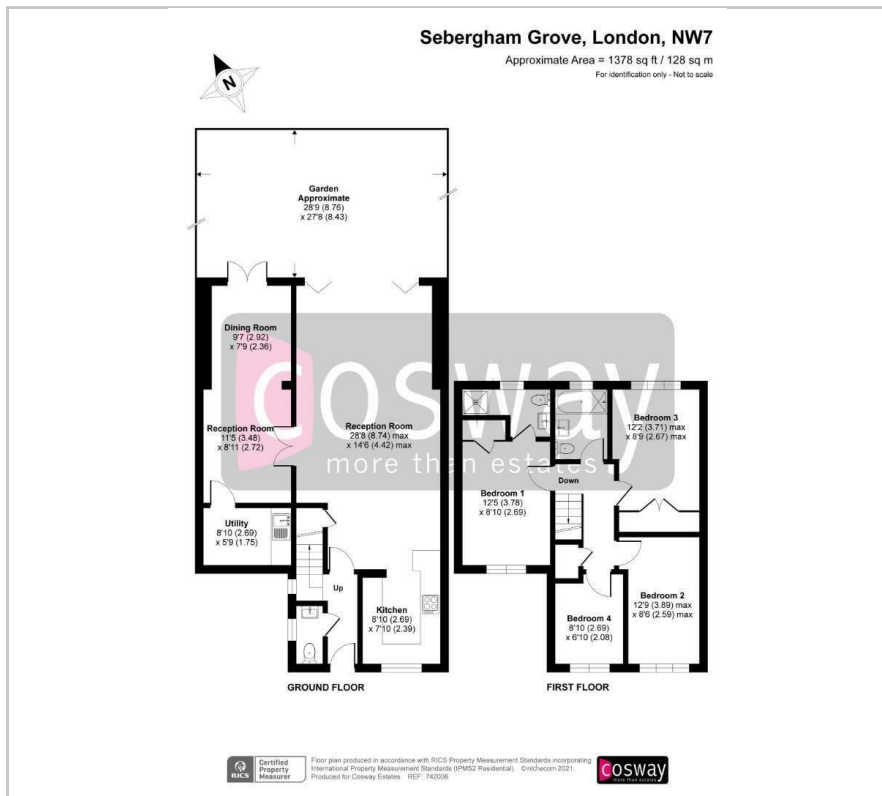 Sebergham Grove, London, NW7
Approximate Area = 1378 sq ft / 128 sq m
For identification only - Not to scale
N
Garden
Approximate
28'9 (8.76)
x 27'8 (8.43)
Dining Room
9'7 (2.92)
x 7'9 (2.36)
cosway
more than estates
Reception Room
11'5 (3.48)
x 8'11 (2.72)
Reception Room
28'8 (8.74) max
x 14'6 (4.42) max
Utility
8'10 (2.69)
x 5'9 (1.75)
Up
Kitchen
8'10 (2.69)
x 7'10 (2.39)
GROUND FLOOR
Bedroom 3
12'2 (3.71) max
x 8'9 (2.67) max
Down
Bedroom 1
12'5 (3.78)
x 8'10 (2.69)
Bedroom 2
12'9 (3.89) max
x 8'6 (2.59) max
Bedroom 4
8'10 (2.69)
x 6'10 (2.08)
FIRST FLOOR
RICS
Certified
Property
Measurer
Floor plan produced in accordance with RICS Property Measurement Standards incorporating
International Property Measurement Standards (IPMS2 Residential). ©nichecom 2021.
Produced for Cosway Estates. REF: 742006
cosway
more than estates